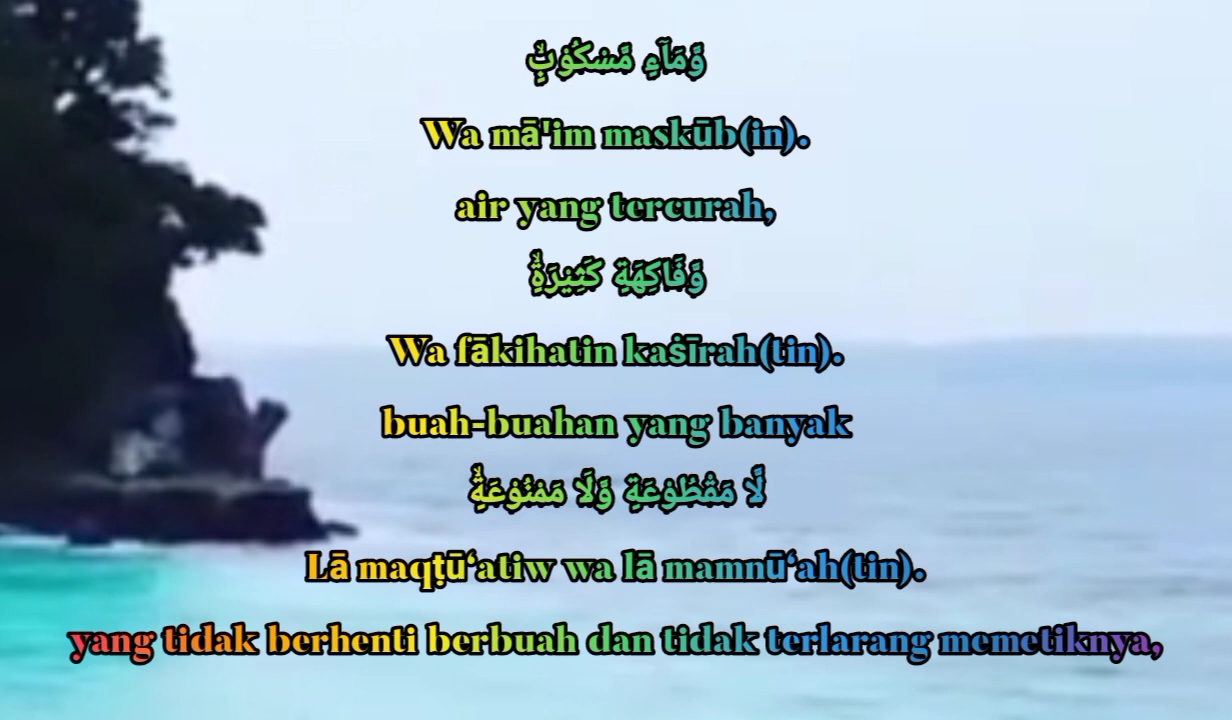 وَّمَاۤءٍ مَّسْكُوْبٍۙ
Wa mā'im maskūb(in).
air yang tercurah,
وَّفَاكِهَةٍ كَثِيْرَةٍۙ
Wa fākihatin kaṡīrah(tin).
buah-buahan yang banyak
لَّا مَقْطُوْعَةٍ وَّلَا مَمْنُوْعَةٍۙ
Lā maqṭū‘atiw wa lā mamnū‘ah(tin).
yang tidak berhenti berbuah dan tidak terlarang memetiknya,